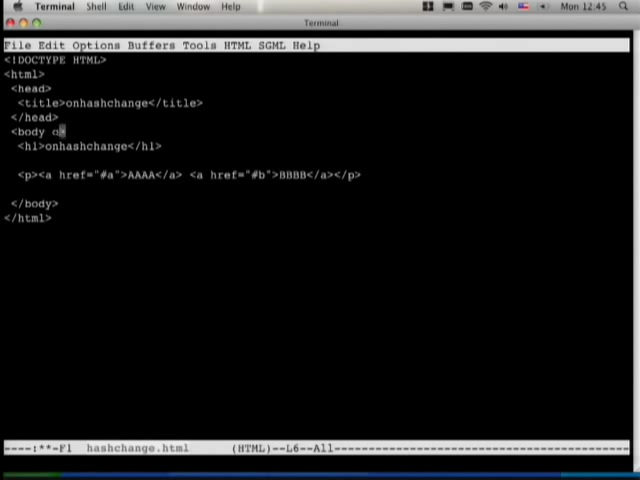 Terminal Shell Edit View Window Help Mon 12:45
Terminal
File Edit Options Buffers Tools HTML SGML Help
<!DOCTYPE HTML>
<html>
<head>
<title>onhashchange</title>
</head>
<body o
<h1>onhashchange</h1>
<p><a href="#a">AAAA</a> <a href="#b">BBBB</a></p>
</body>
</html>
----:**-F1 hashchange.html (HTML)--L6--All----------------------------------------